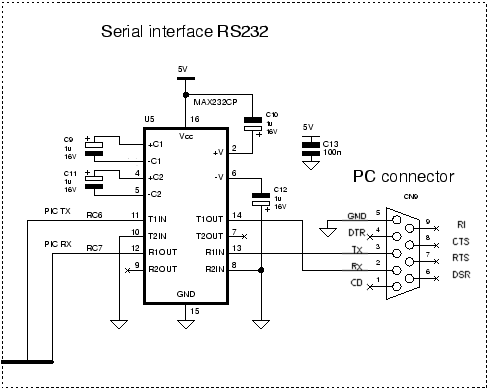 Serial interface RS232
5V
MAX232CP
U5
16
Vcc
C10
1u
16V
5V
C13
100n
C9
1u
16V
+C1
1
-C1
3
+V
2
C11
1u
16V
+C2
4
-C2
5
-V
6
C12
1u
16V
PC connector
CN9
PIC TX
RC6
11
T1IN
T1OUT
14
10
T2IN
T2OUT
7
PIC RX
RC7
12
R1OUT
R1IN
13
9
R2OUT
R2IN
8
GND
15
GND
5
9
RI
DTR
4
8
CTS
Tx
3
7
RTS
Rx
2
6
DSR
CD
1